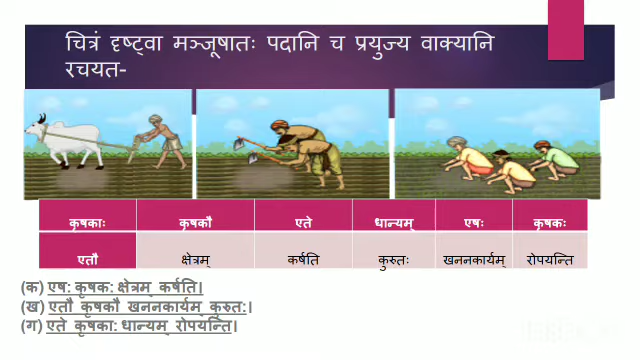 चित्रं दृष्ट्वा मञ्जूषातः पदानि च प्रयुज्य वाक्यानि
रचयत-
कृषकाः कृषकौ एते धान्यम् एषः कृषकः
एतौ क्षेत्रम् कर्षति कुरुतः खननकार्यम् रोपयन्ति
(क) एष: कृषक: क्षेत्रम् कर्षति।
(ख) एतौ कृषकौ खननकार्यम् कुरुत:।
(ग) एते कृषका: धान्यम् रोपयन्ति।